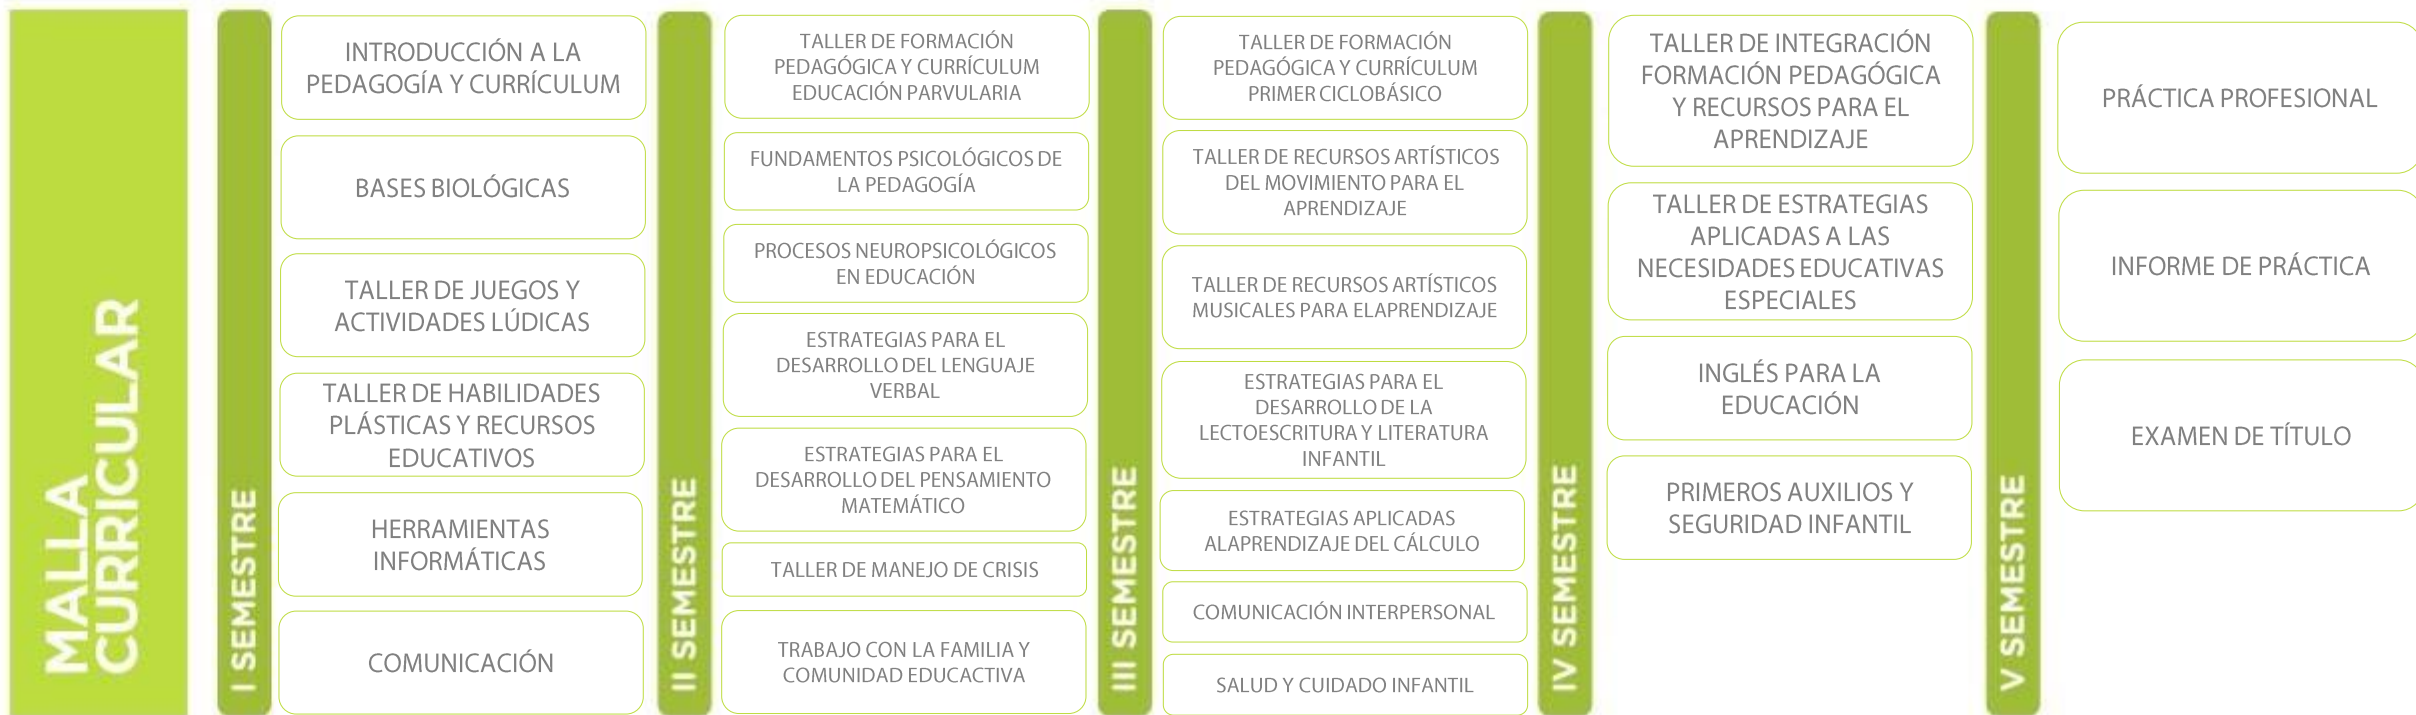 MALLA
CURRICULAR
I SEMESTRE
INTRODUCCIÓN A LA
PEDAGOGÍA Y CURRÍCULUM
BASES BIOLÓGICAS
TALLER DE JUEGOS Y
ACTIVIDADES LÚDICAS
TALLER DE HABILIDADES
PLÁSTICAS Y RECURSOS
EDUCATIVOS
HERRAMIENTAS
INFORMÁTICAS
COMUNICACIÓN
II SEMESTRE
TALLER DE FORMACIÓN
PEDAGÓGICA Y CURRÍCULUM
EDUCACIÓN PARVULARIA
FUNDAMENTOS PSICOLÓGICOS DE
LA PEDAGOGÍA
PROCESOS NEUROPSICOLÓGICOS
EN EDUCACIÓN
ESTRATEGIAS PARA EL
DESARROLLO DEL LENGUAJE
VERBAL
ESTRATEGIAS PARA EL
DESARROLLO DEL PENSAMIENTO
MATEMÁTICO
TALLER DE MANEJO DE CRISIS
TRABAJO CON LA FAMILIA Y
COMUNIDAD EDUCACTIVA
III SEMESTRE
TALLER DE FORMACIÓN
PEDAGÓGICA Y CURRÍCULUM
PRIMER CICLOBÁSICO
TALLER DE RECURSOS ARTÍSTICOS
DEL MOVIMIENTO PARA EL
APRENDIZAJE
TALLER DE RECURSOS ARTÍSTICOS
MUSICALES PARA ELAPRENDIZAJE
ESTRATEGIAS PARA EL
DESARROLLO DE LA
LECTOESCRITURA Y LITERATURA
INFANTIL
ESTRATEGIAS APLICADAS
ALAPRENDIZAJE DEL CÁLCULO
COMUNICACIÓN INTERPERSONAL
SALUD Y CUIDADO INFANTIL
IV SEMESTRE
TALLER DE INTEGRACIÓN
FORMACIÓN PEDAGÓGICA
Y RECURSOS PARA EL
APRENDIZAJE
TALLER DE ESTRATEGIAS
APLICADAS A LAS
NECESIDADES EDUCATIVAS
ESPECIALES
INGLÉS PARA LA
EDUCACIÓN
PRIMEROS AUXILIOS Y
SEGURIDAD INFANTIL
V SEMESTRE
PRÁCTICA PROFESIONAL
INFORME DE PRÁCTICA
EXAMEN DE TÍTULO